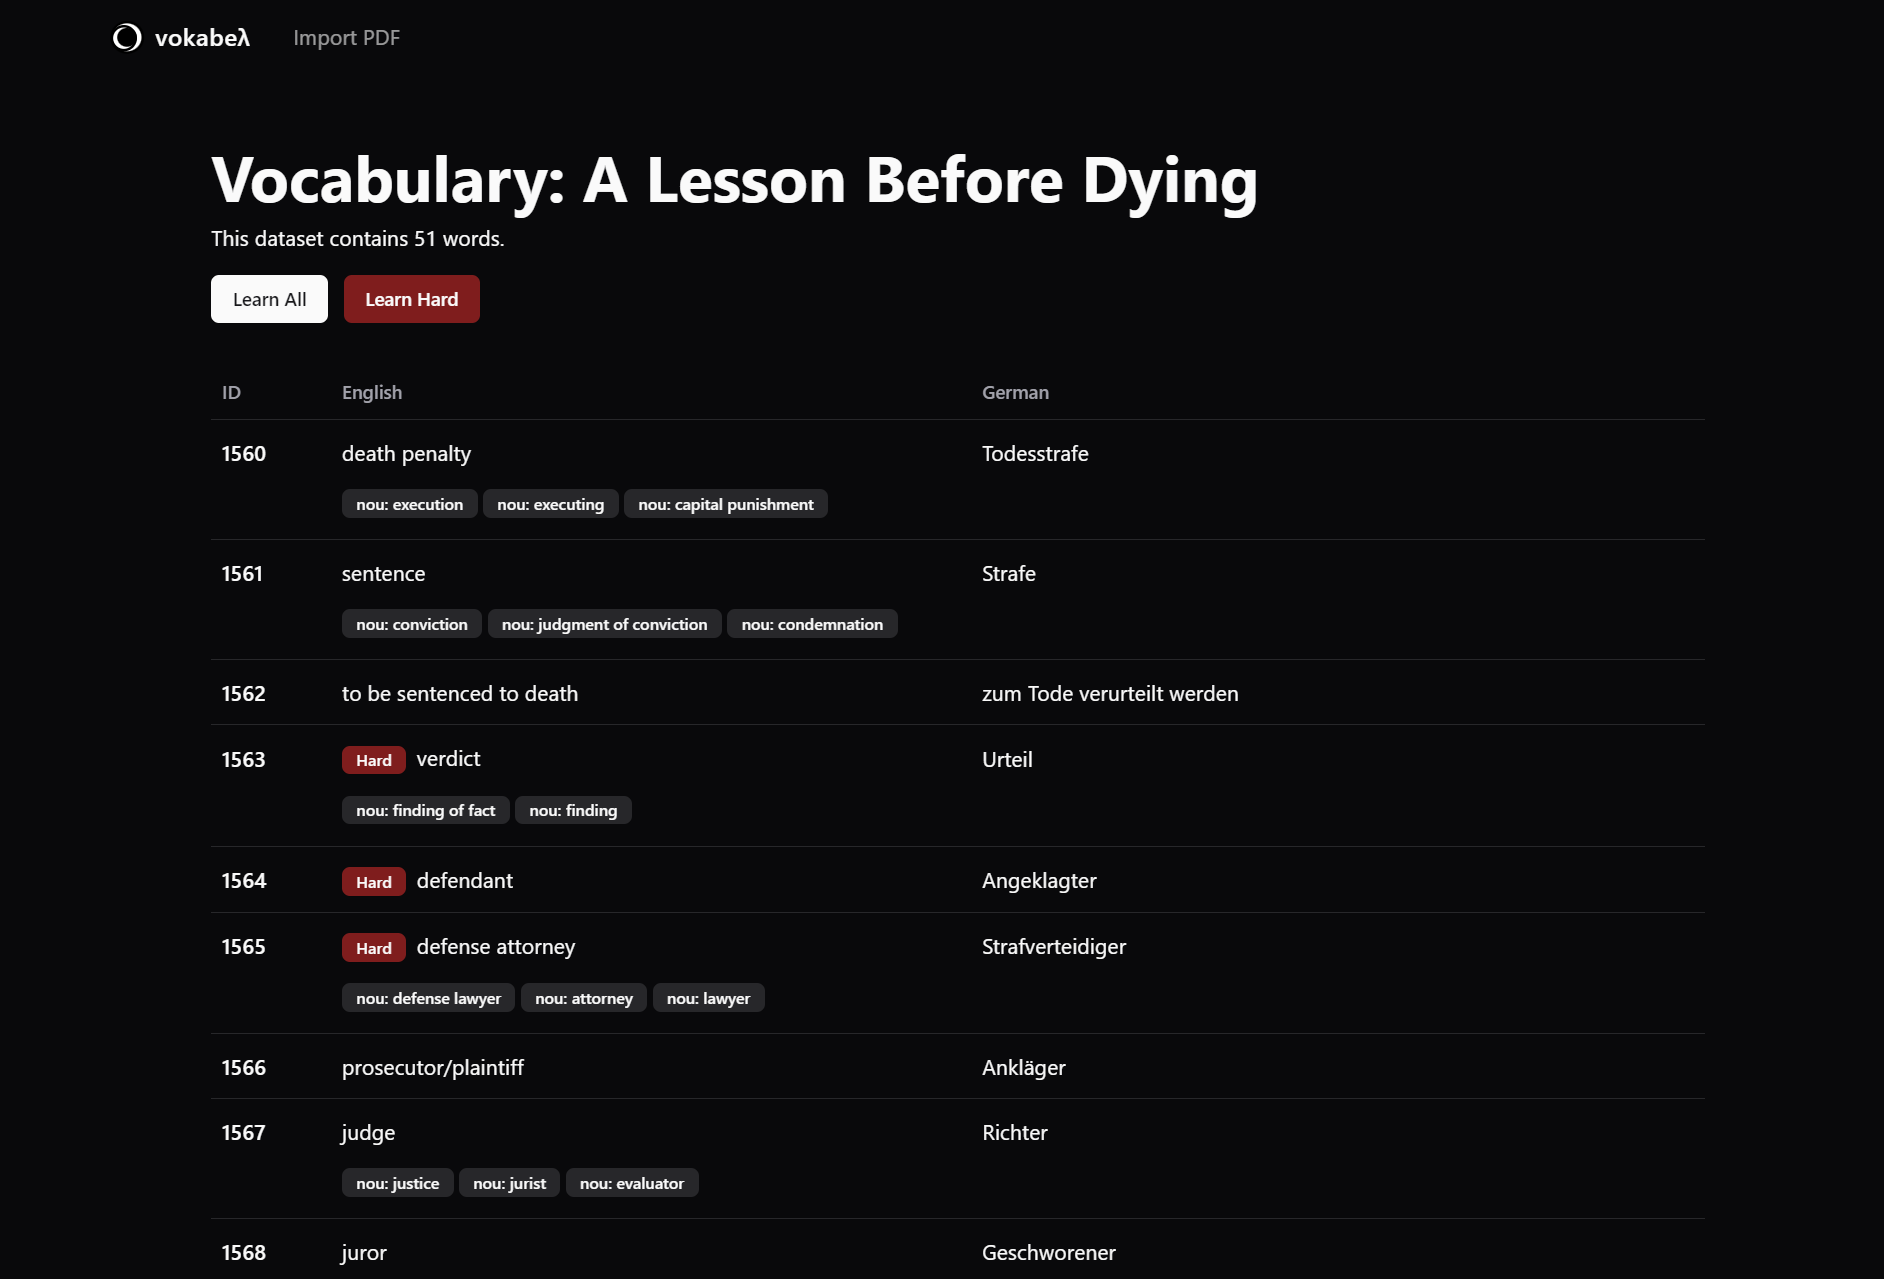 vokabeλ Import PDF
Vocabulary: A Lesson Before Dying
This dataset contains 51 words.
Learn All Learn Hard
ID English German
1560 death penalty Todesstrafe
nou: execution nou: executing nou: capital punishment
1561 sentence Strafe
nou: conviction nou: judgment of conviction nou: condemnation
1562 to be sentenced to death zum Tode verurteilt werden
1563 Hard verdict Urteil
nou: finding of fact nou: finding
1564 Hard defendant Angeklagter
1565 Hard defense attorney Strafverteidiger
nou: defense lawyer nou: attorney nou: lawyer
1566 prosecutor/plaintiff Ankläger
1567 judge Richter
nou: justice nou: jurist nou: evaluator
1568 juror Geschworener